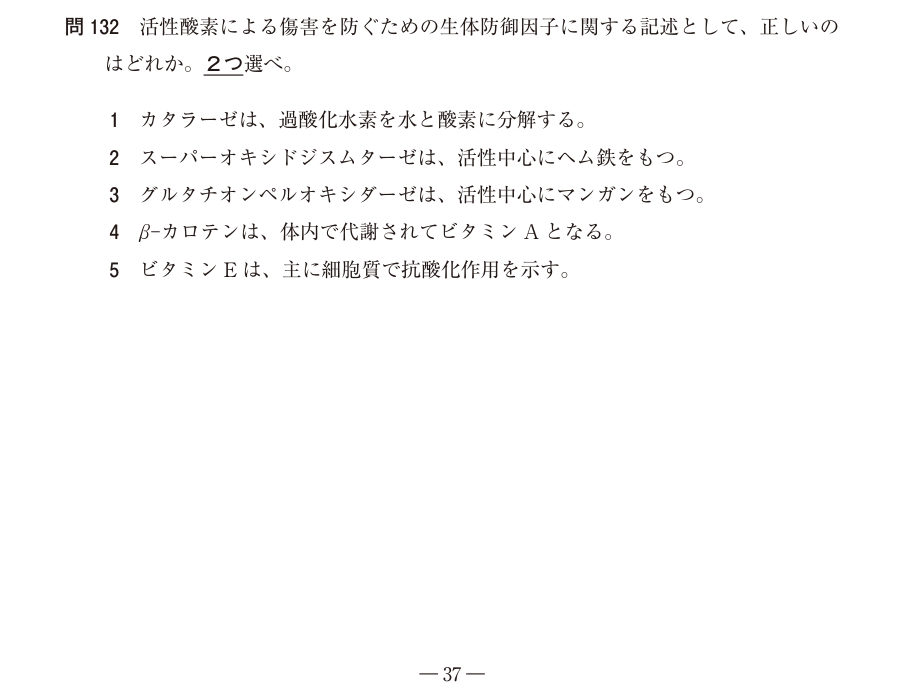 問 132　活性酸素による傷害を防ぐための生体防御因子に関する記述として、正しいの
はどれか。２つ選べ。
1　カタラーゼは、過酸化水素を水と酸素に分解する。
2　スーパーオキシドジスムターゼは、活性中心にヘム鉄をもつ。
3　グルタチオンペルオキシダーゼは、活性中心にマンガンをもつ。
4　β-カロテンは、体内で代謝されてビタミン A となる。
5　ビタミン E は、主に細胞質で抗酸化作用を示す。
― 37 ―